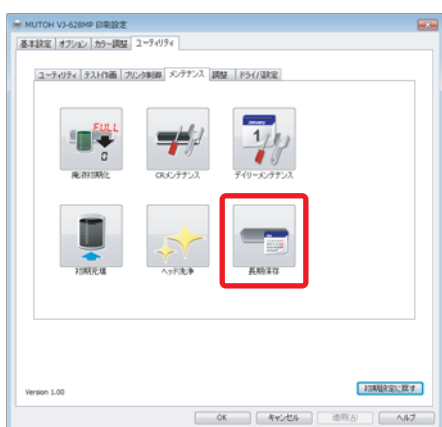 MUTOH VJ-628MP 印刷設定
基本設定 オプション カラー調整 ユーティリティ
ユーティリティ テスト作画 プリンタ制御 メンテナンス 調整 ドライバ設定
FULL
0
January
1
廃液初期化 CRメンテナンス デイリーメンテナンス
初期充填 ヘッド洗浄 長期保存
Version 1.00
初期設定に戻す
OK キャンセル 適用(A) ヘルプ